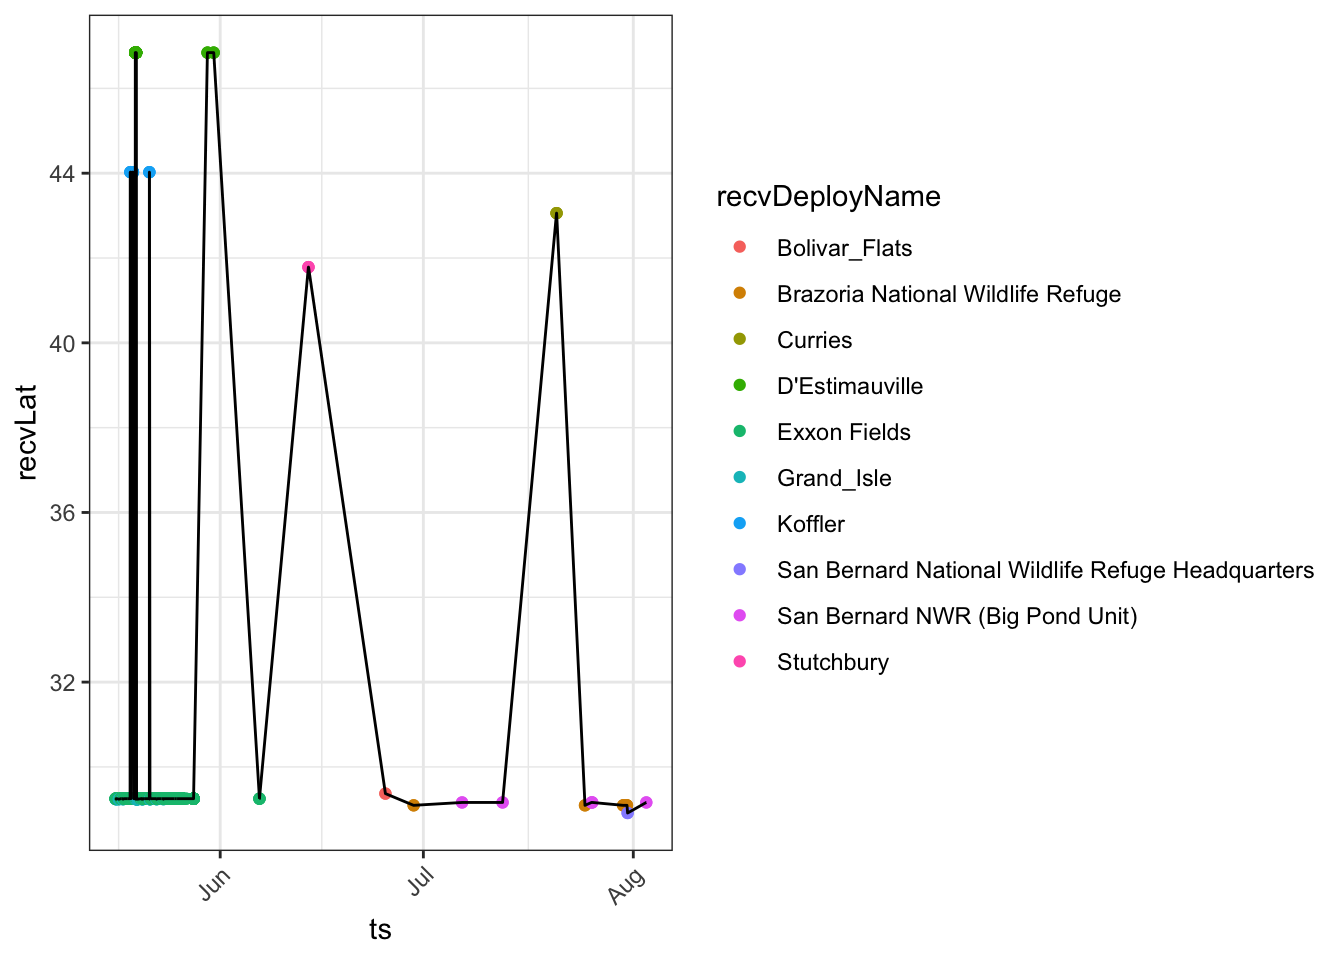 44
40
36
32
recvLat
Jun
Jul
Aug
ts
recvDeployName
Bolivar_Flats
Brazoria National Wildlife Refuge
Curries
D'Estimauville
Exxon Fields
Grand_Isle
Koffler
San Bernard National Wildlife Refuge Headquarters
San Bernard NWR (Big Pond Unit)
Stutchbury